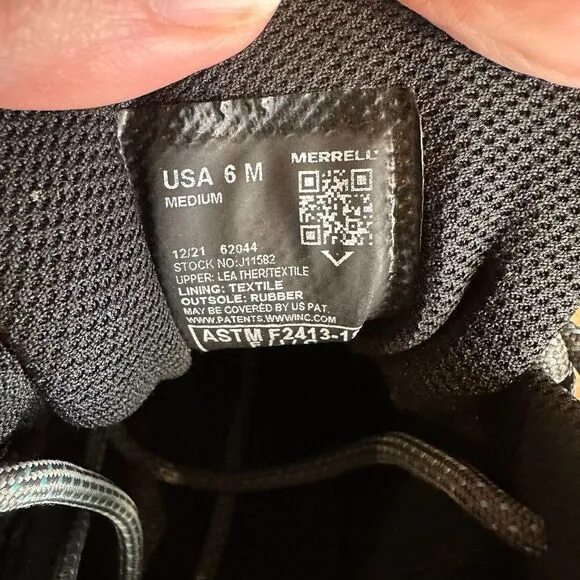 USA 6 M
MEDIUM
MERRELL
12/21 62944
STOCK NO:J11582
UPPER: LEATHER/TEXTILE
LINING: TEXTILE
OUTSOLE: RUBBER
MAY BE COVERED BY US PAT.
WWW.PATENTS.WWWINC.COM
ASTM F2413-1